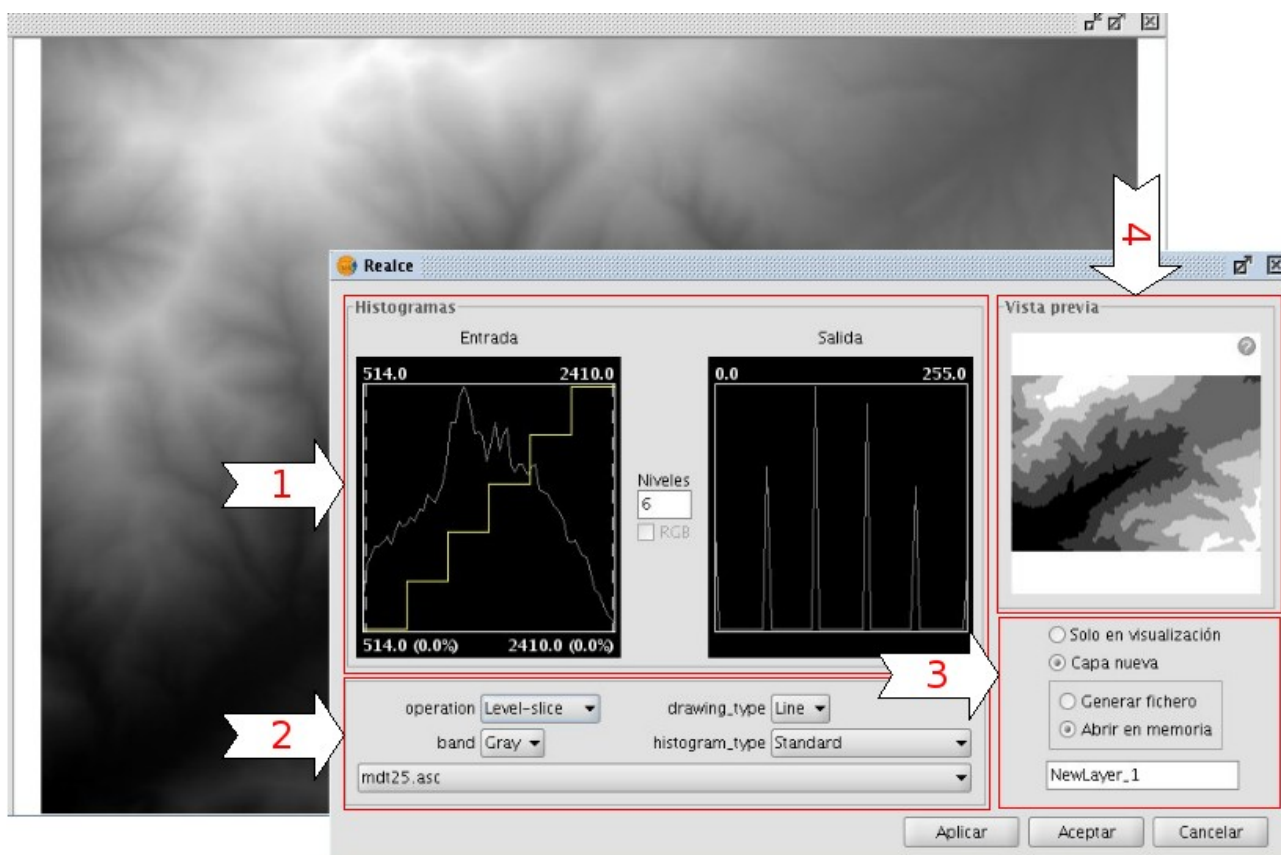 4
Realce
Histogramas
Entrada
Salida
514.0 2410.0
0.0 255.0
Niveles
6
RGB
514.0 (0.0%) 2410.0 (0.0%)
1
Vista previa
operation Level-slice
drawing_type Line
band Gray
histogram_type Standard
mdt25.asc
2
3
Solo en visualización
Capa nueva
Generar fichero
Abrir en memoria
NewLayer_1
Aplicar Aceptar Cancelar